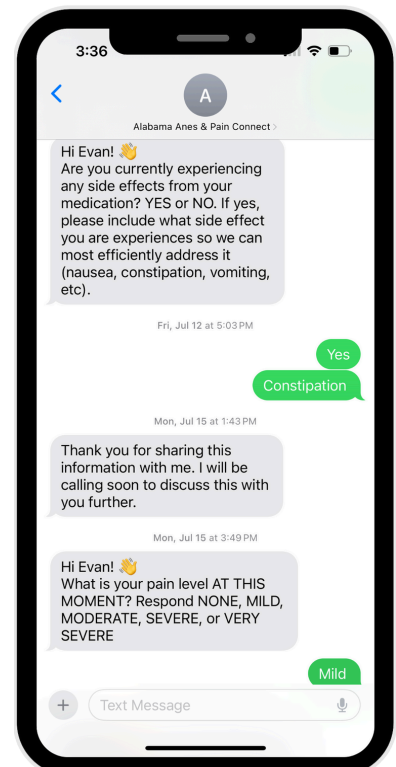 3:36
A
Alabama Anes & Pain Connect
Hi Evan! 👋
Are you currently experiencing
any side effects from your
medication? YES or NO. If yes,
please include what side effect
you are experiences so we can
most efficiently address it
(nausea, constipation, vomiting,
etc).
Fri, Jul 12 at 5:03 PM
Yes
Constipation
Mon, Jul 15 at 1:43 PM
Thank you for sharing this
information with me. I will be
calling soon to discuss this with
you further.
Mon, Jul 15 at 3:49 PM
Hi Evan! 👋
What is your pain level AT THIS
MOMENT? Respond NONE, MILD,
MODERATE, SEVERE, or VERY
SEVERE
Mild
Text Message